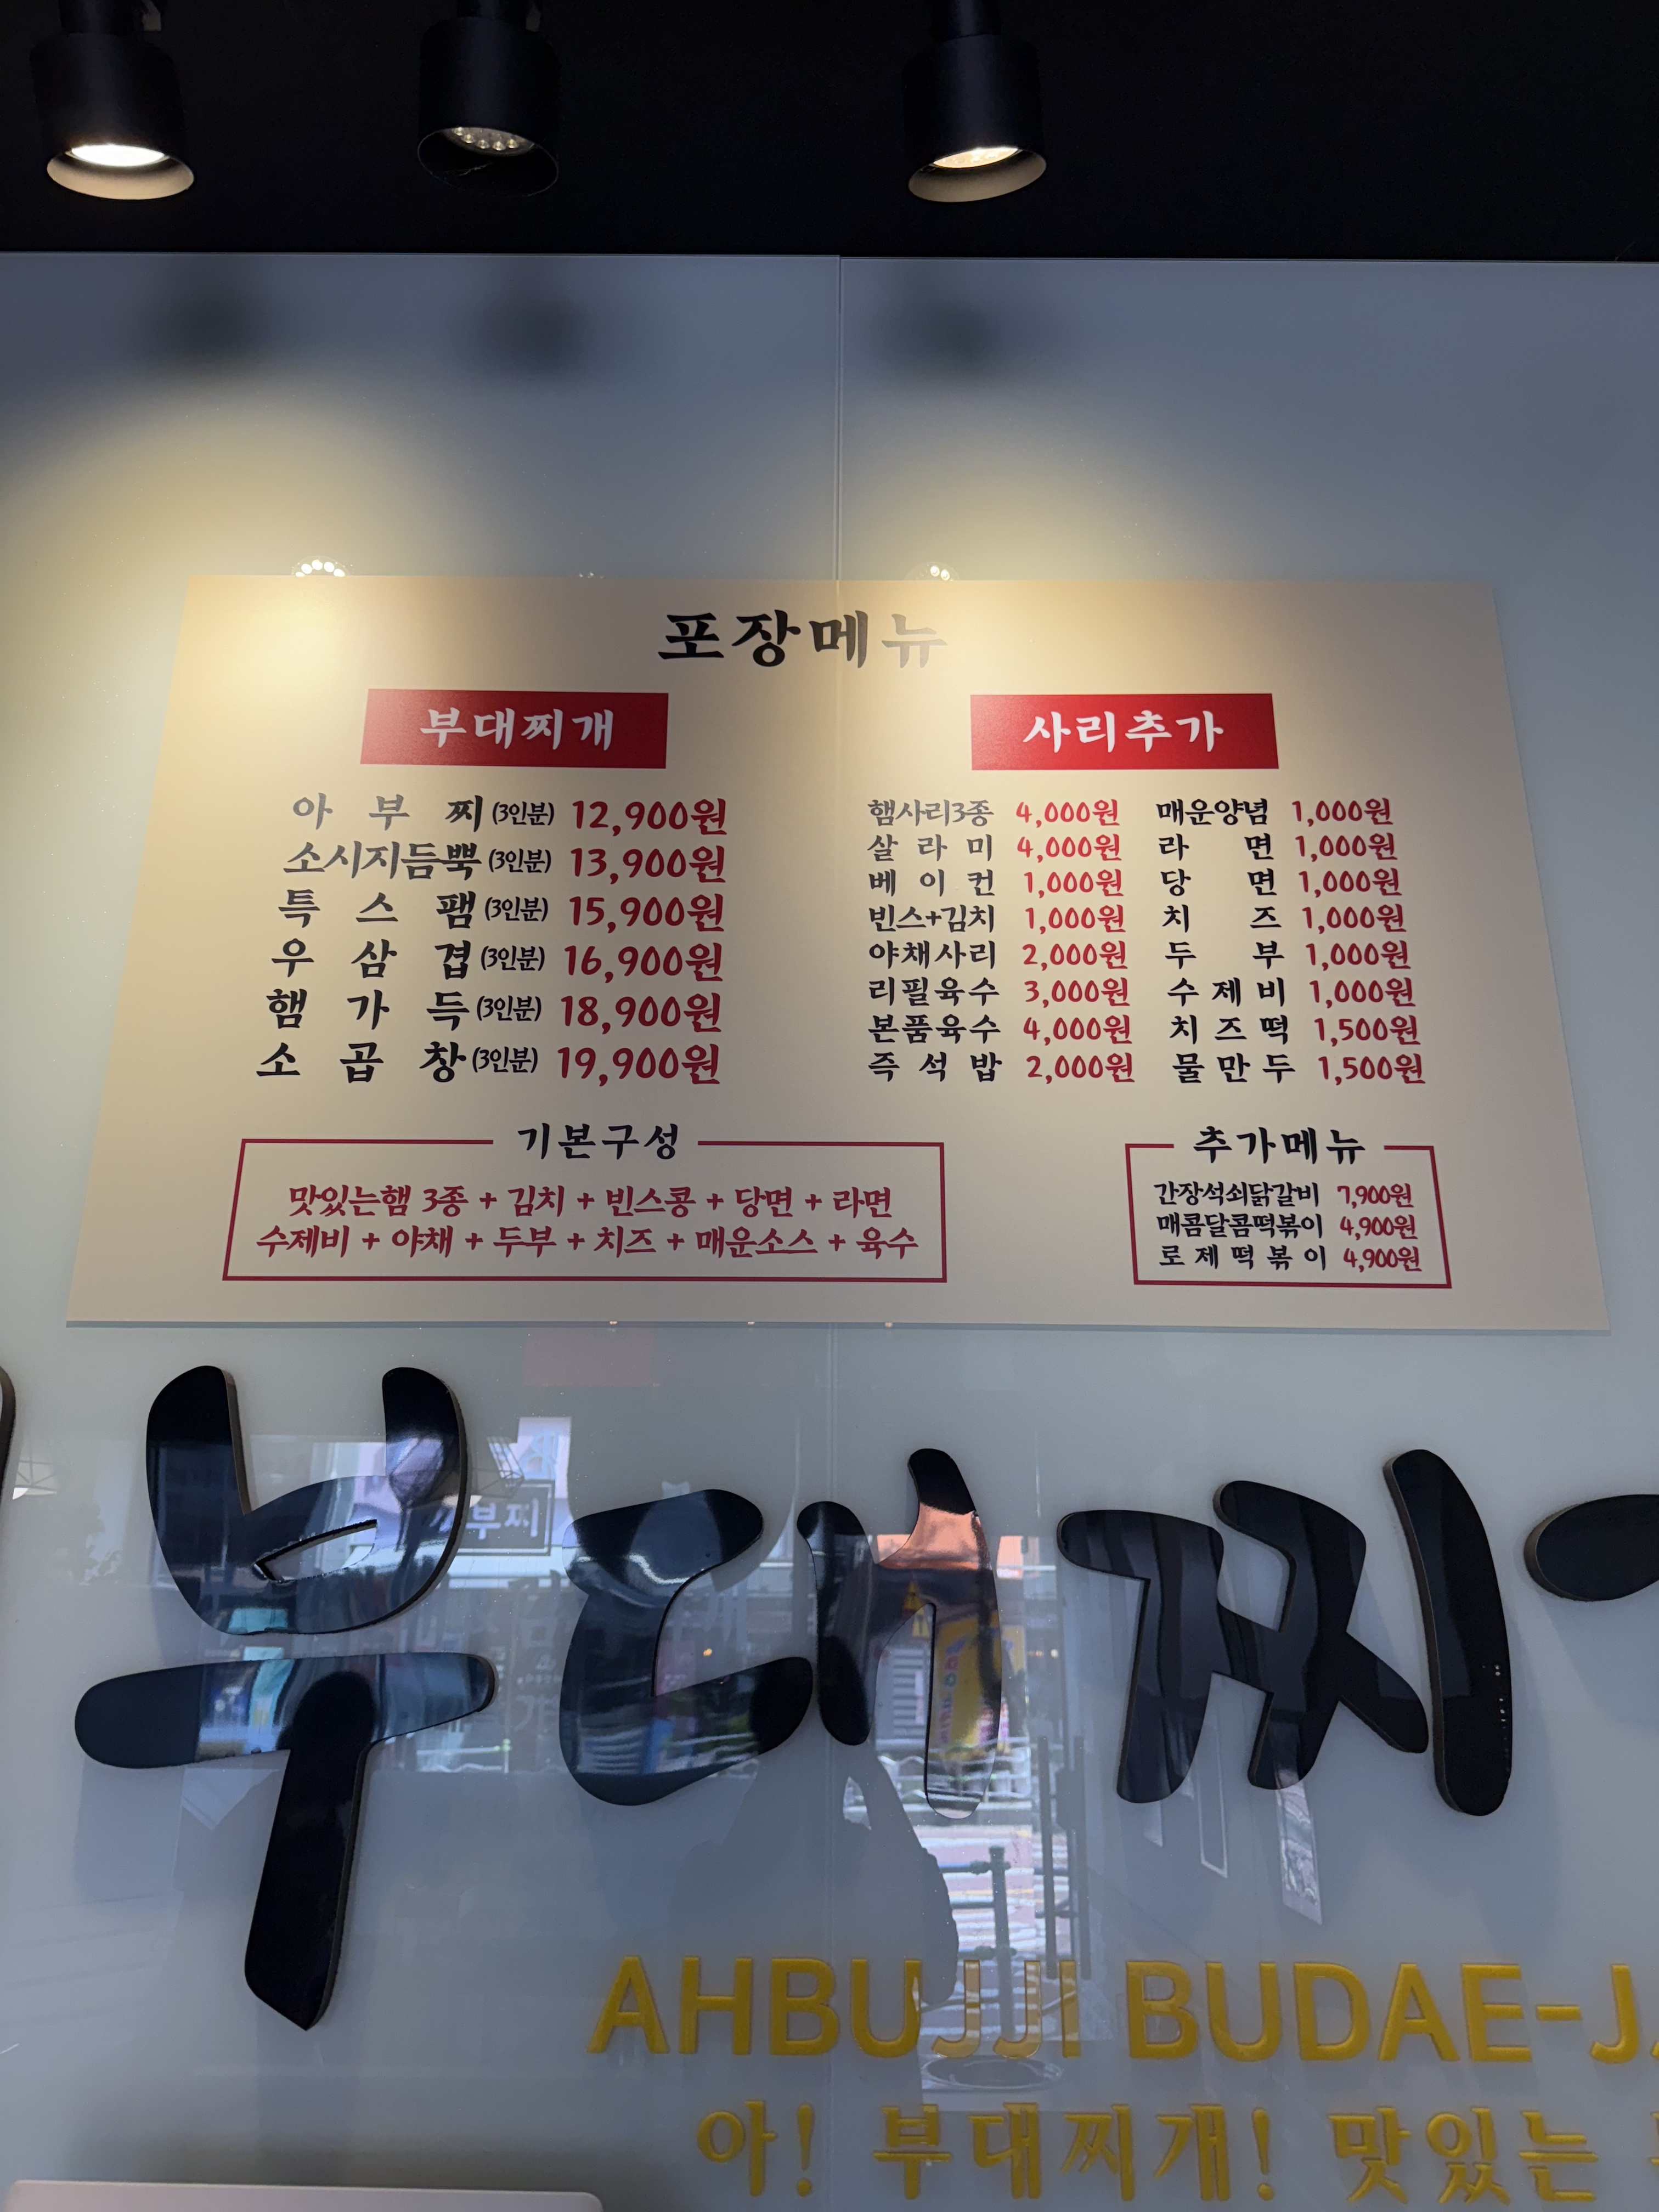 포장메뉴
부대찌개
아부찌(3인분) 12,900원
소시지듬뿍(3인분) 13,900원
특스팸(3인분) 15,900원
우삼겹(3인분) 16,900원
햄가득(3인분) 18,900원
소곱창(3인분) 19,900원
기본구성
맛있는햄 3종 + 김치 + 빈스콩 + 당면 + 라면
수제비 + 야채 + 두부 + 치즈 + 매운소스 + 육수
사리추가
햄사리3종 4,000원 매운양념 1,000원
살라미 4,000원 라면 1,000원
베이컨 1,000원 당면 1,000원
빈스+김치 1,000원 치즈 1,000원
야채사리 2,000원 두부 1,000원
리필육수 3,000원 수제비 1,000원
본품육수 4,000원 치즈떡 1,500원
즉석밥 2,000원 물만두 1,500원
추가메뉴
간장석쇠닭갈비 7,900원
매콤달콤떡볶이 4,900원
로제떡볶이 4,900원
부대찌
부찌
AHBUJJI BUDAE-J
아! 부대찌개! 맛있는